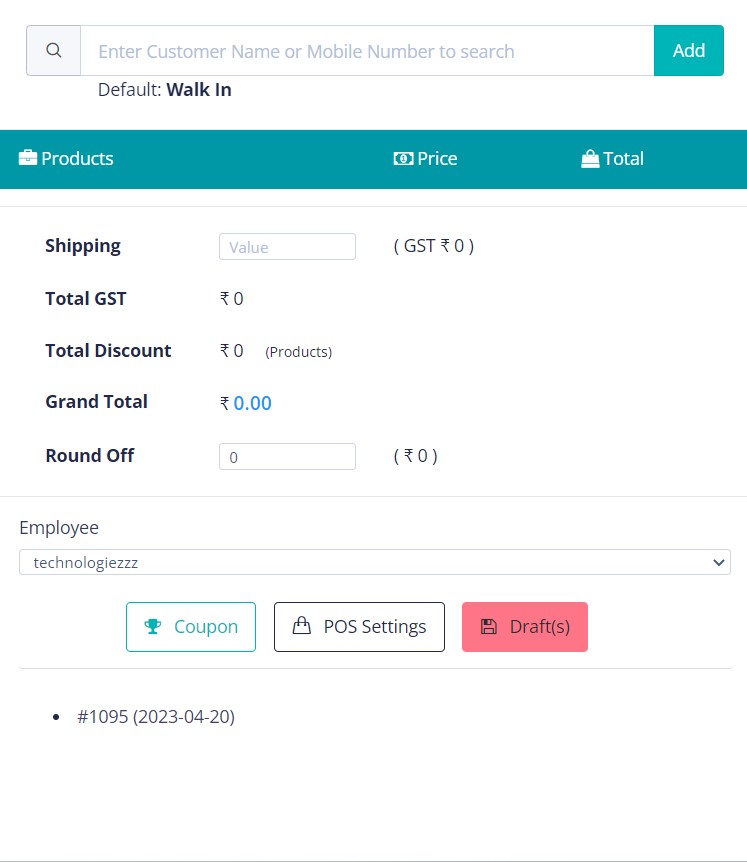 Enter Customer Name or Mobile Number to search Add
Default: Walk In
Products Price Total
Shipping Value ( GST ₹ 0 )
Total GST ₹ 0
Total Discount ₹ 0 (Products)
Grand Total ₹ 0.00
Round Off 0 ( ₹ 0 )
Employee
technologiezzz
Coupon POS Settings Draft(s)
#1095 (2023-04-20)